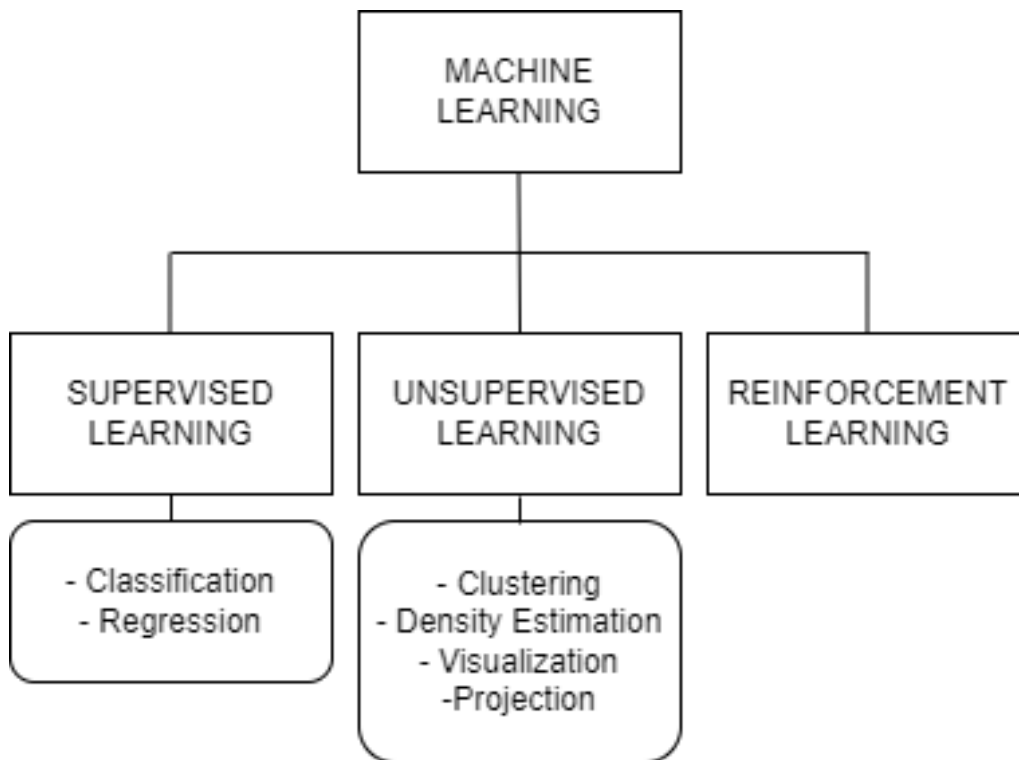 MACHINE
LEARNING
SUPERVISED
LEARNING
UNSUPERVISED
LEARNING
REINFORCEMENT
LEARNING
- Classification
- Regression
- Clustering
- Density Estimation
- Visualization
-Projection